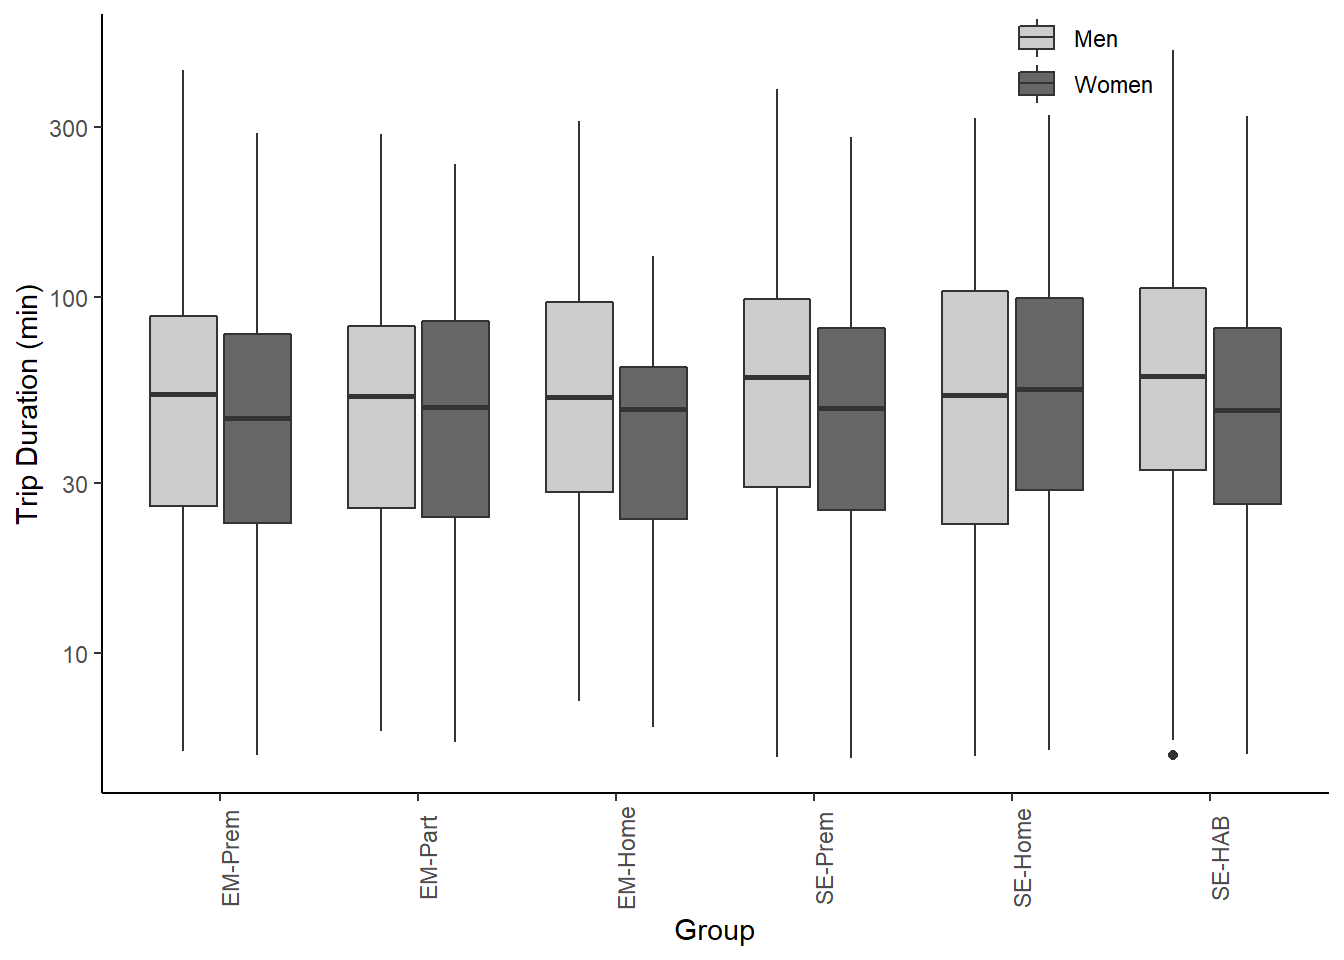 Men
Women
300
100
30
10
Trip Duration (min)
EM-Prem
EM-Part
EM-Home
SE-Prem
SE-Home
SE-HAB
Group